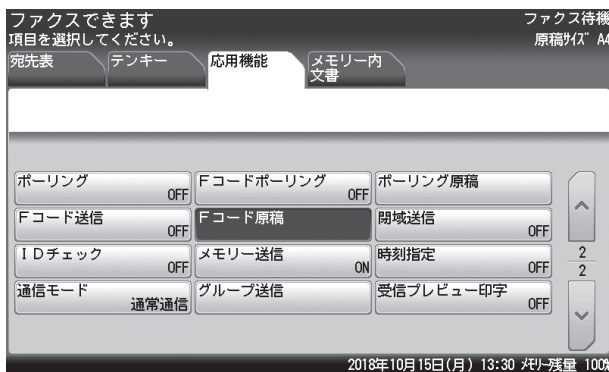 ファクスできます
ファクス待機
項目を選択してください。
原稿ｻｲｽﾞ A4
宛先表
テンキー
応用機能
メモリー内
文書
ポーリング
OFF
Ｆコードポーリング
OFF
ポーリング原稿
Ｆコード送信
OFF
Ｆコード原稿
閉域送信
OFF
ＩＤチェック
OFF
メモリー送信
ON
時刻指定
OFF
2
2
通信モード
通常通信
グループ送信
受信プレビュー印字
OFF
2018年10月15日(月) 13:30 ﾒﾓﾘｰ残量 100%